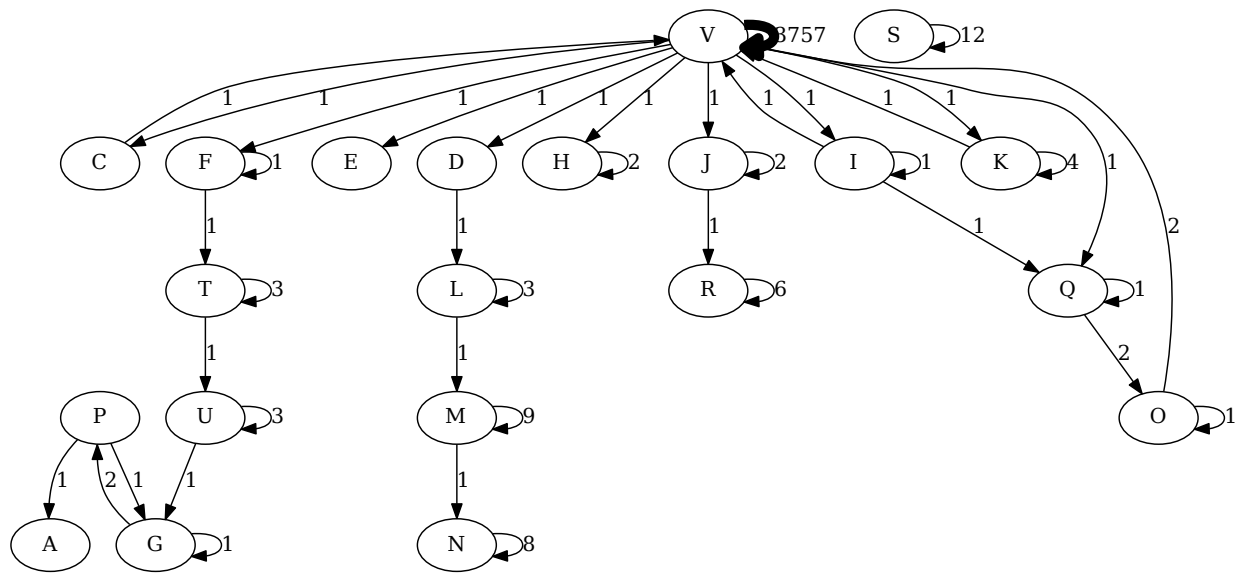 V
3757
S
12
1 1 1 1 1 1 1 1 1 1 1
C F 1 E D H 2 J 2 I 1 K 4 1
1 1 1 1 2
T 3 L 3 R 6 Q 1
1 1 2
P U 3 M 9 O 1
1 2 1 1 1
A G 1 N 8